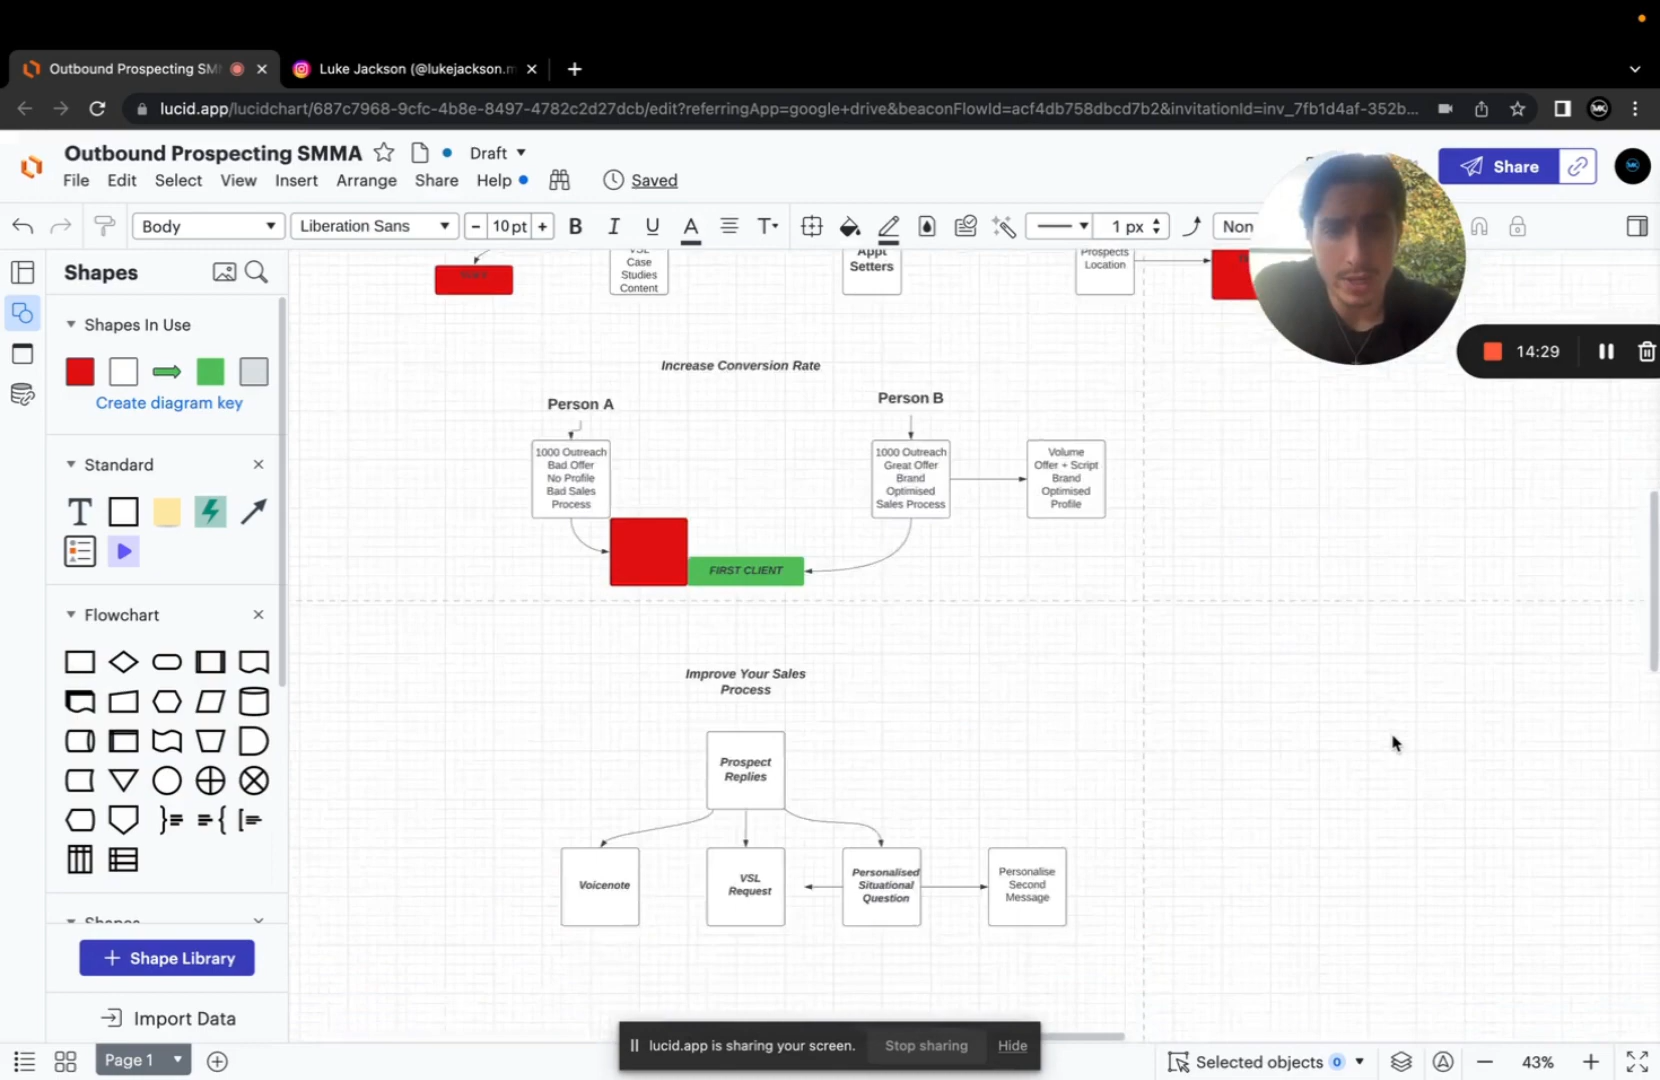 Outbound Prospecting SM
Luke Jackson (@lukejackson.m
lucid.app/lucidchart/687c7968-9cfc-4b8e-8497-4782c2d27dcb/edit?referringApp=google+drive&beaconFlowId=acf4db758dbcd7b2&invitationId=inv_7fb1d4af-352b...
Outbound Prospecting SMMA
Draft
Share
File Edit Select View Insert Arrange Share Help
Saved
Body
Liberation Sans
10 pt
B I U A T
1 px
Non
Shapes
Shapes In Use
Create diagram key
Standard
T
Flowchart
Shapes
Shape Library
Import Data
VSL
Case
Studies
Content
Appt
Setters
Prospects
Location
14:29
Increase Conversion Rate
Person A
Person B
1000 Outreach
Bad Offer
No Profile
Bad Sales
Process
1000 Outreach
Great Offer
Brand
Optimised
Sales Process
Volume
Offer + Script
Brand
Optimised
Profile
FIRST CLIENT
Improve Your Sales
Process
Prospect
Replies
Voicenote
VSL
Request
Personalised
Situational
Question
Personalise
Second
Message
lucid.app is sharing your screen.
Stop sharing
Hide
Page 1
Selected objects 0
43%